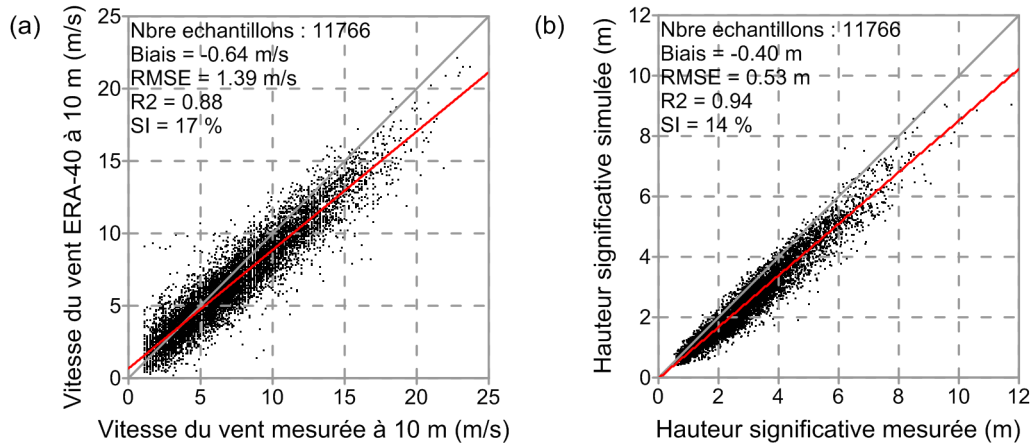 (a)
Vitesse du vent ERA-40 à 10 m (m/s)
25
20
15
10
5
0
Nbre echantillons : 11766
Biais = -0.64 m/s
RMSE = 1.39 m/s
R2 = 0.88
SI = 17 %
0 5 10 15 20 25
Vitesse du vent mesurée à 10 m (m/s)
(b)
Hauteur significative simulée (m)
12
10
8
6
4
2
0
Nbre echantillons : 11766
Biais = -0.40 m
RMSE = 0.53 m
R2 = 0.94
SI = 14 %
0 2 4 6 8 10 12
Hauteur significative mesurée (m)